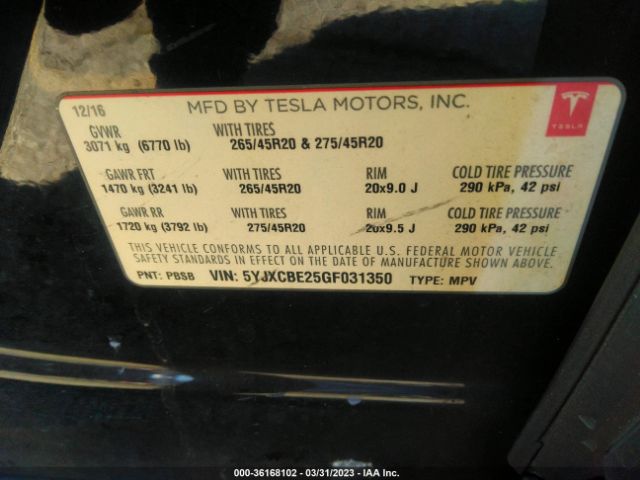 12/16 MFD BY TESLA MOTORS, INC.
TESLA
GVWR WITH TIRES
3071 kg (6770 lb) 265/45R20 & 275/45R20
GAWR FRT WITH TIRES RIM COLD TIRE PRESSURE
1470 kg (3241 lb) 265/45R20 20x9.0 J 290 kPa, 42 psi
GAWR RR WITH TIRES RIM COLD TIRE PRESSURE
1720 kg (3792 lb) 275/45R20 20x9.5 J 290 kPa, 42 psi
THIS VEHICLE CONFORMS TO ALL APPLICABLE U.S. FEDERAL MOTOR VEHICLE
SAFETY STANDARDS IN EFFECT ON THE DATE OF MANUFACTURE SHOWN ABOVE.
PNT: PBSB VIN: 5YJXCBE25GF031350 TYPE: MPV
000-36168102 - 03/31/2023 - IAA Inc.